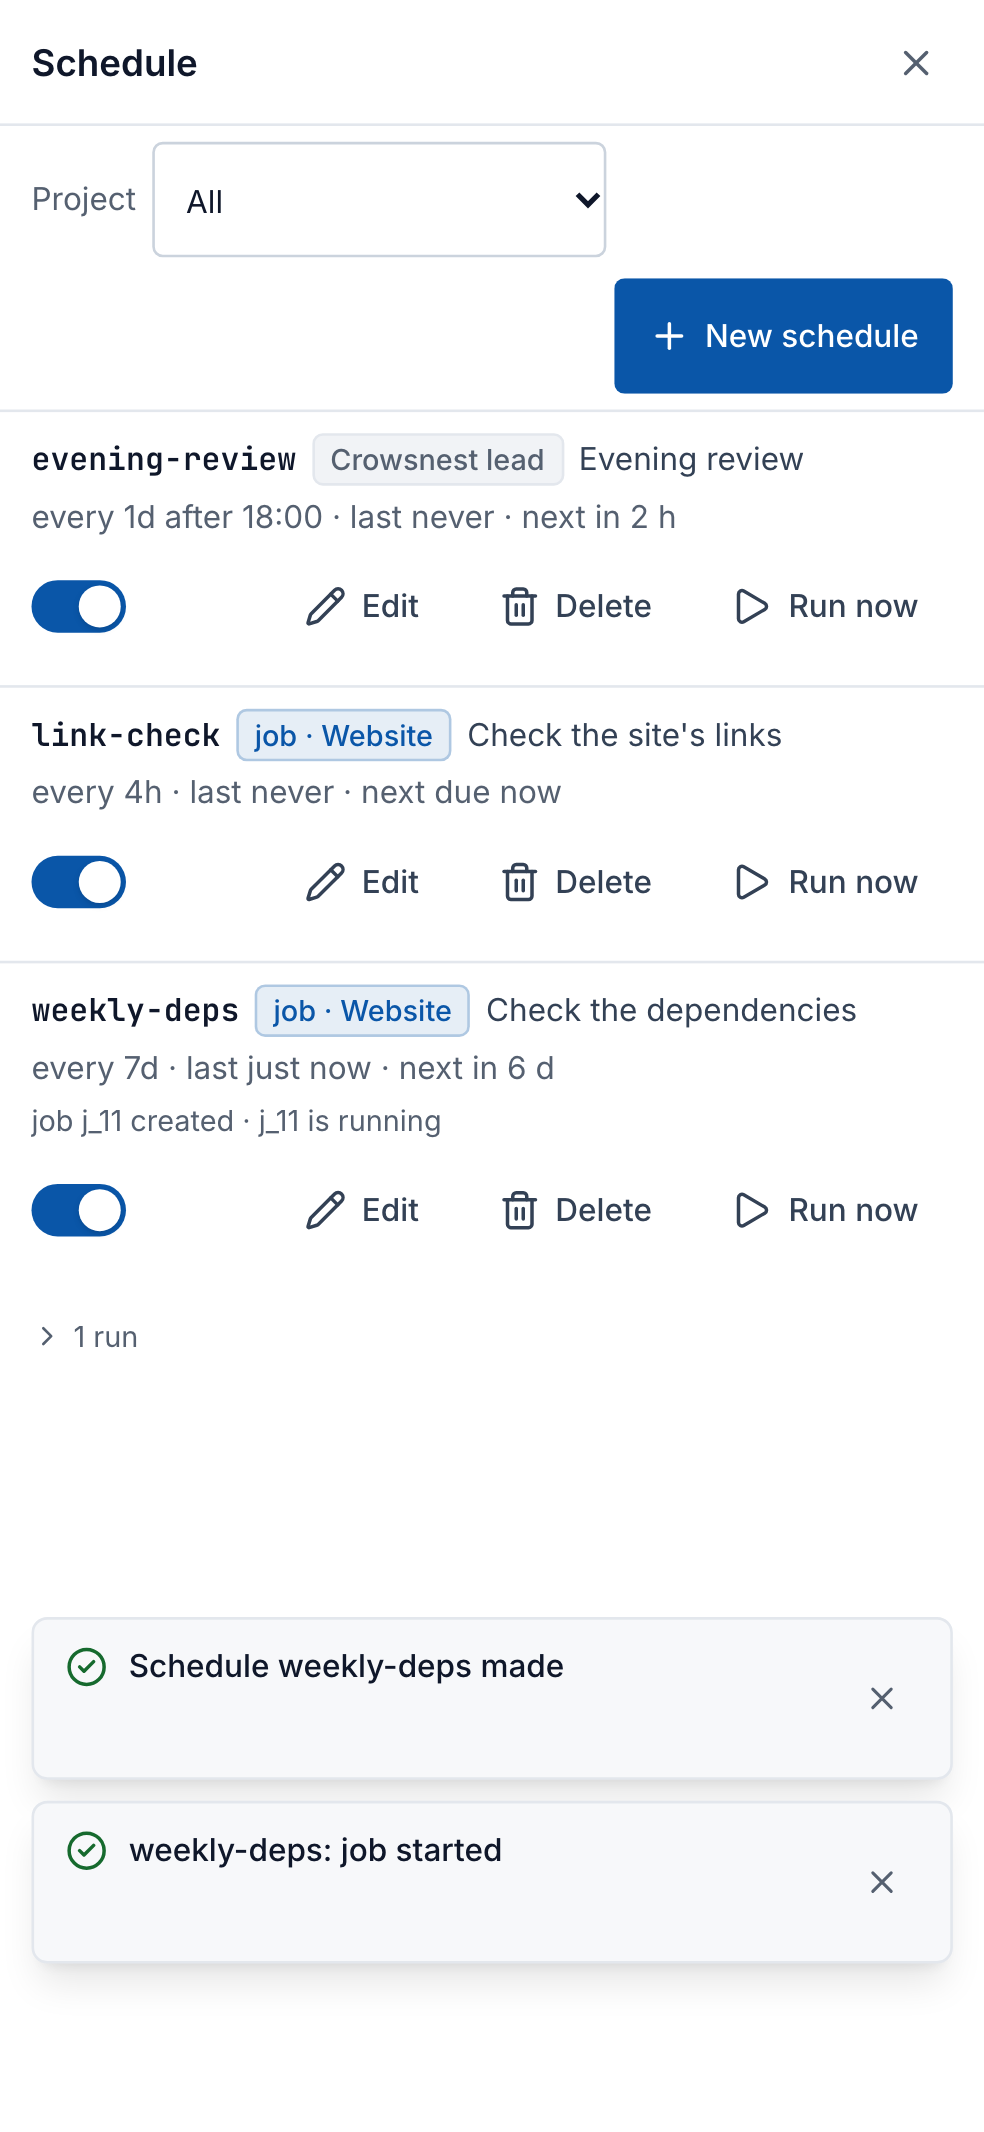 Schedule
Project
All
New schedule
evening-review Crowsnest lead Evening review
every 1d after 18:00 · last never · next in 2 h
Edit Delete Run now
link-check job · Website Check the site's links
every 4h · last never · next due now
Edit Delete Run now
weekly-deps job · Website Check the dependencies
every 7d · last just now · next in 6 d
job j_11 created · j_11 is running
Edit Delete Run now
1 run
Schedule weekly-deps made
weekly-deps: job started